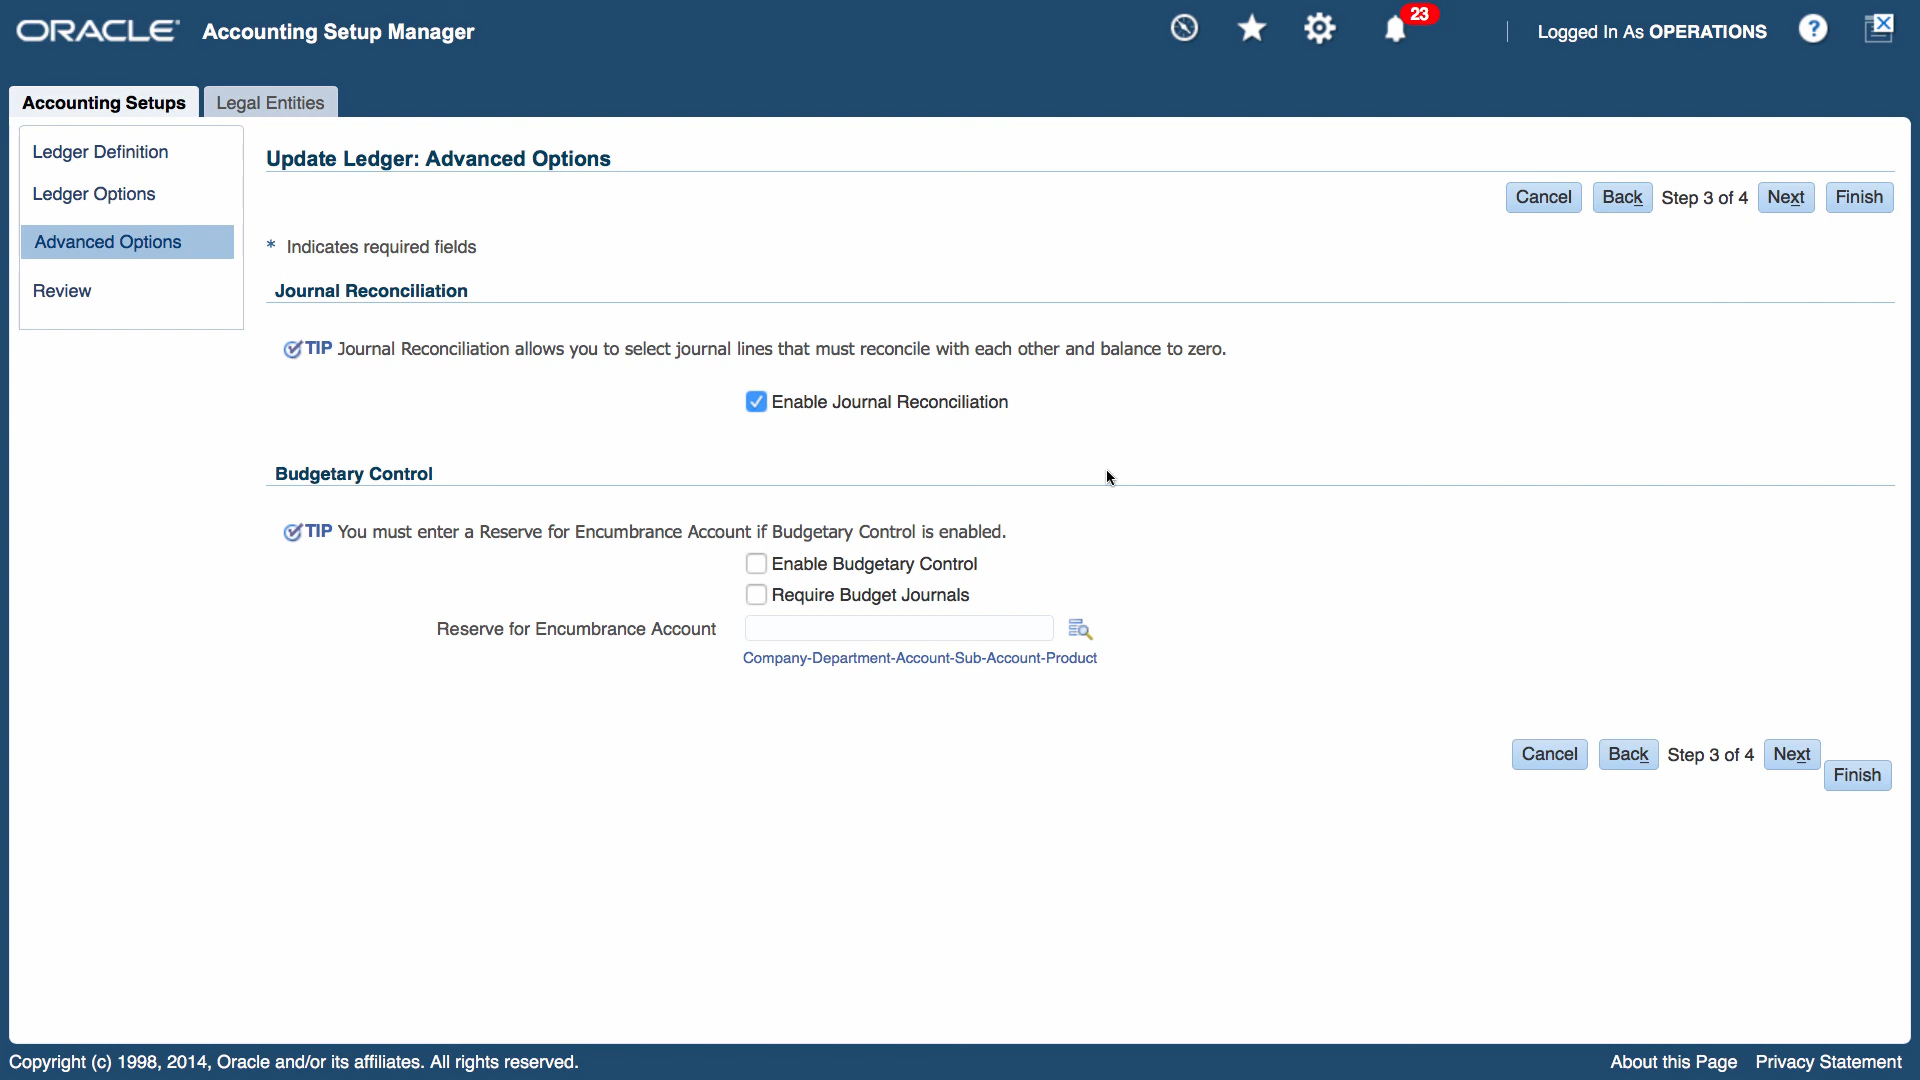 ORACLE Accounting Setup Manager
23
Logged In As OPERATIONS
?
Accounting Setups
Legal Entities
Ledger Definition
Ledger Options
Advanced Options
Review
Update Ledger: Advanced Options
Cancel Back Step 3 of 4 Next Finish
* Indicates required fields
Journal Reconciliation
TIP Journal Reconciliation allows you to select journal lines that must reconcile with each other and balance to zero.
Enable Journal Reconciliation
Budgetary Control
TIP You must enter a Reserve for Encumbrance Account if Budgetary Control is enabled.
Enable Budgetary Control
Require Budget Journals
Reserve for Encumbrance Account
Company-Department-Account-Sub-Account-Product
Cancel Back Step 3 of 4 Next
Finish
Copyright (c) 1998, 2014, Oracle and/or its affiliates. All rights reserved.
About this Page Privacy Statement